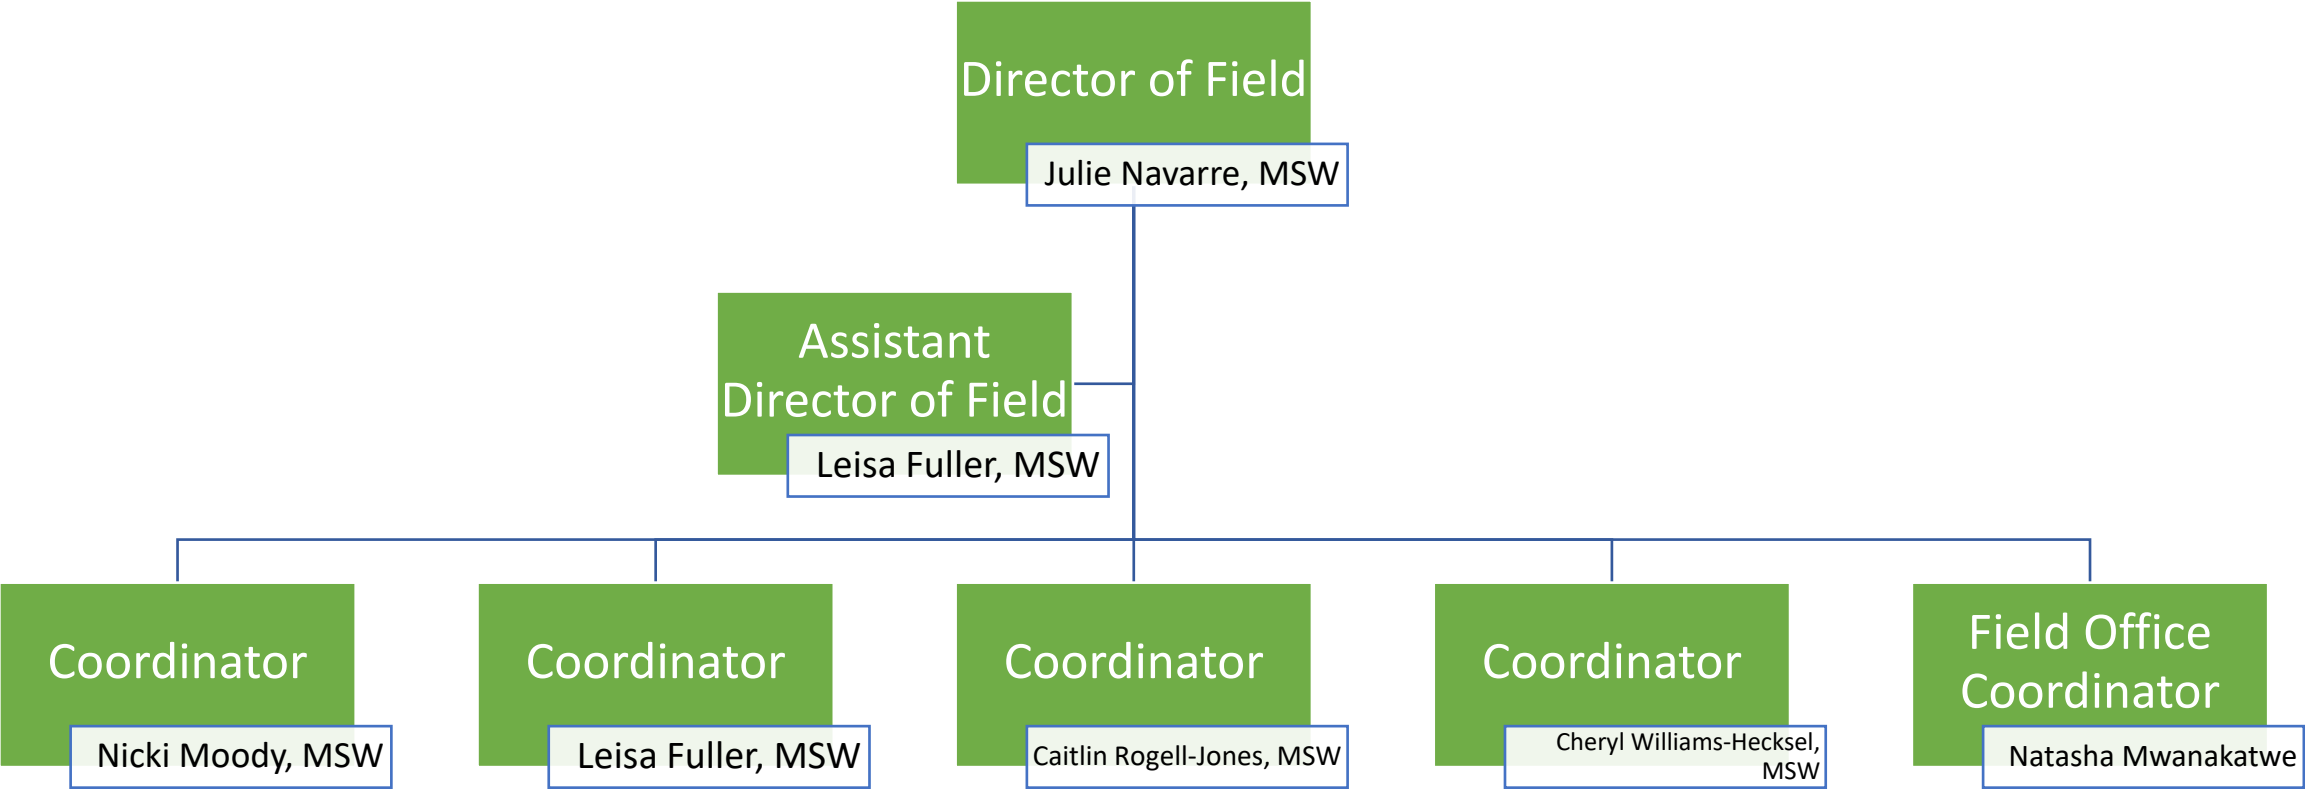 Director of Field
Julie Navarre, MSW
Assistant
Director of Field
Leisa Fuller, MSW
Coordinator
Nicki Moody, MSW
Coordinator
Leisa Fuller, MSW
Coordinator
Caitlin Rogell-Jones, MSW
Coordinator
Cheryl Williams-Hecksel,
MSW
Field Office
Coordinator
Natasha Mwanakatwe